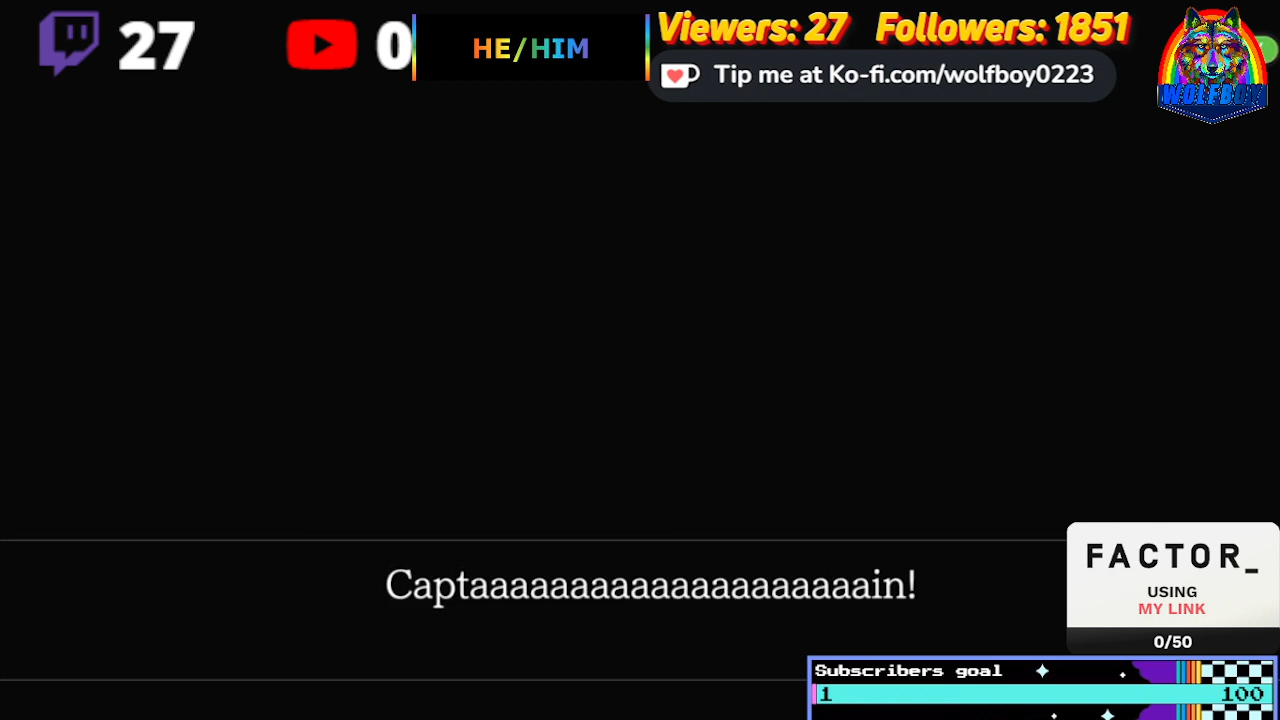 27
0
HE/HIM
Viewers: 27 Followers: 1851
Tip me at Ko-fi.com/wolfboy0223
WOLFBOY
Captaaaaaaaaaaaaaaaaaaaain!
FACTOR_
USING
MY LINK
0/50
Subscribers goal
1 100